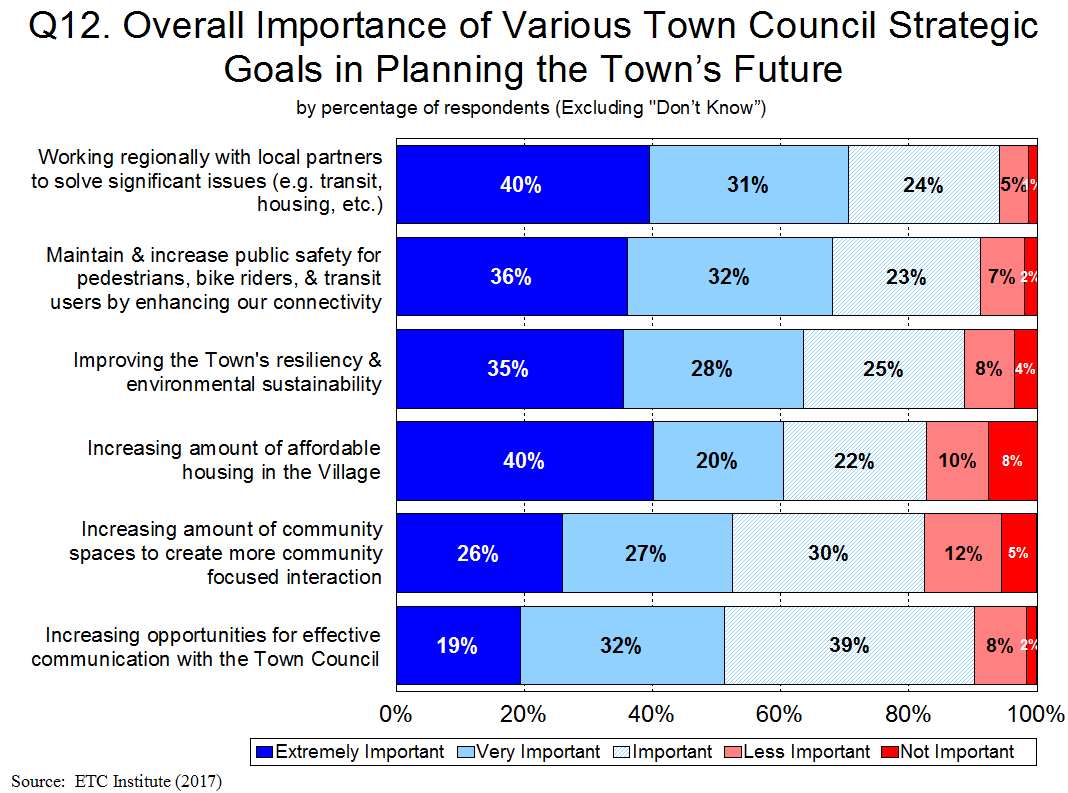 Q12. Overall Importance of Various Town Council Strategic
Goals in Planning the Town’s Future
by percentage of respondents (Excluding "Don’t Know”)
Working regionally with local partners
to solve significant issues (e.g. transit,
housing, etc.)
40% 31% 24% 5% 1%
Maintain & increase public safety for
pedestrians, bike riders, & transit
users by enhancing our connectivity
36% 32% 23% 7% 2%
Improving the Town's resiliency &
environmental sustainability
35% 28% 25% 8% 4%
Increasing amount of affordable
housing in the Village
40% 20% 22% 10% 8%
Increasing amount of community
spaces to create more community
focused interaction
26% 27% 30% 12% 5%
Increasing opportunities for effective
communication with the Town Council
19% 32% 39% 8% 2%
0% 20% 40% 60% 80% 100%
Extremely Important Very Important Important Less Important Not Important
Source: ETC Institute (2017)